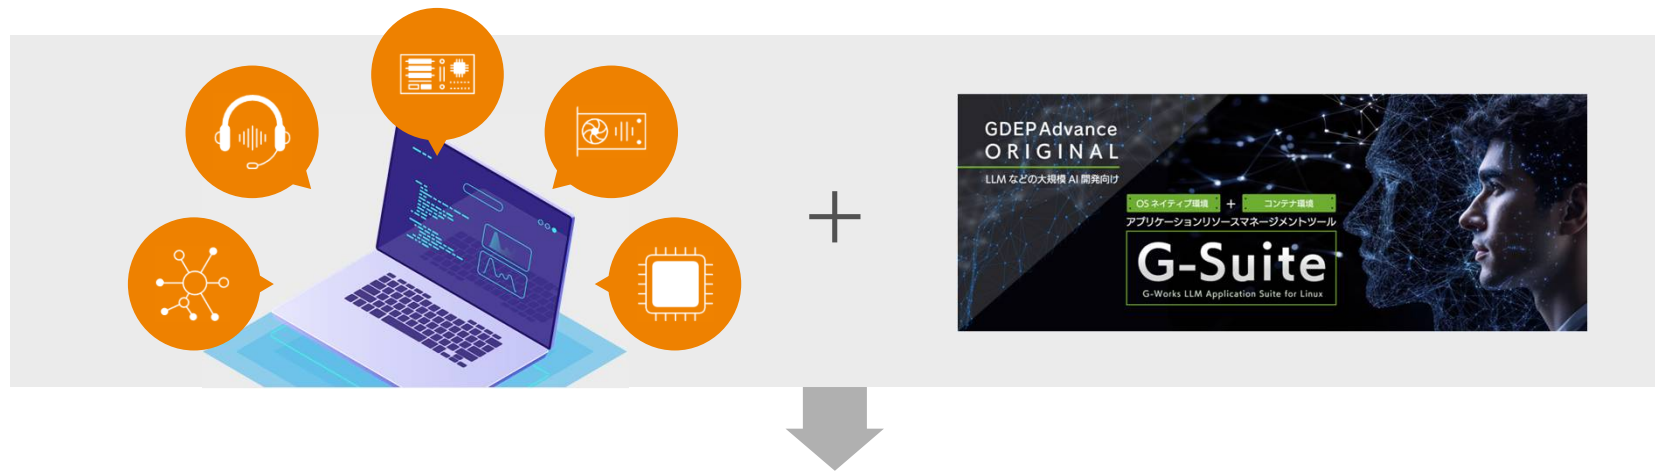 GDEP Advance
ORIGINAL
LLM などの大規模 AI 開発向け
OS ネイティブ環境 + コンテナ環境
アプリケーションリソースマネージメントツール
G-Suite
G-Works LLM Application Suite for Linux